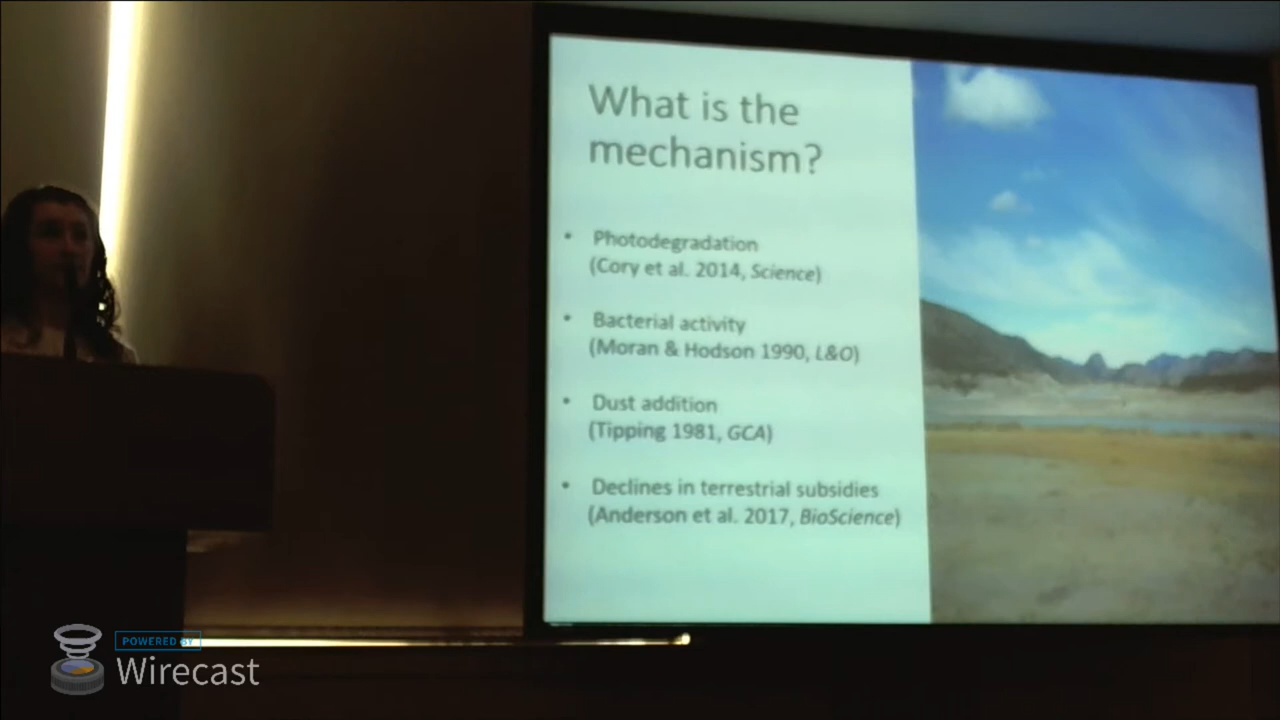 What is the
mechanism?
• Photodegradation
(Cory et al. 2014, Science)
• Bacterial activity
(Moran & Hodson 1990, L&O)
• Dust addition
(Tipping 1981, GCA)
• Declines in terrestrial subsidies
(Anderson et al. 2017, BioScience)
POWERED BY
Wirecast